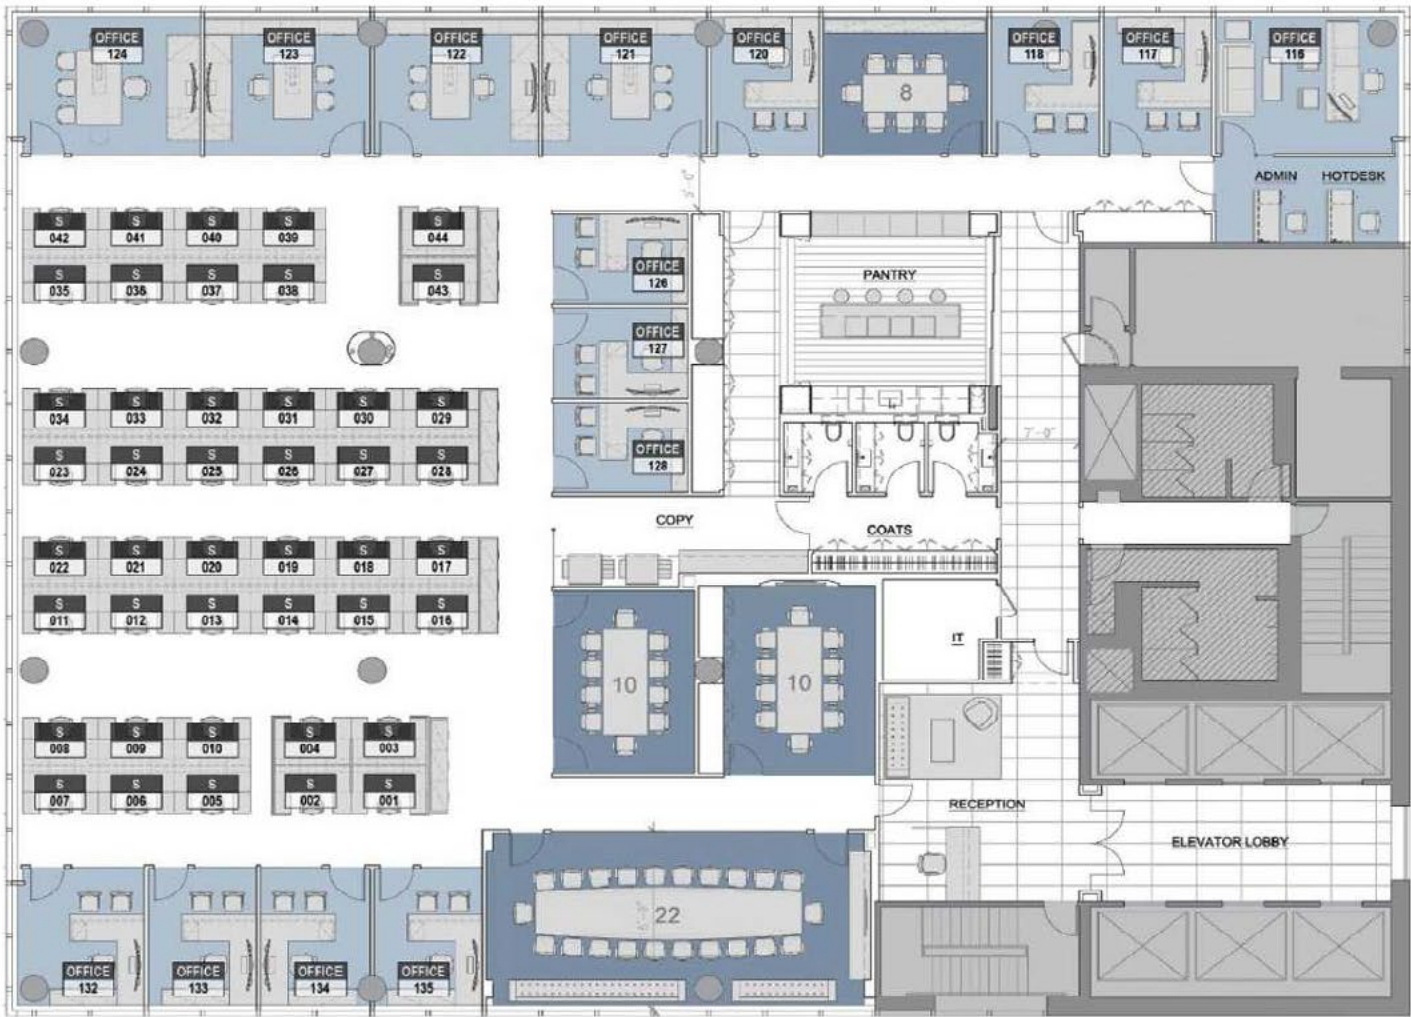 OFFICE
124
OFFICE
123
OFFICE
122
OFFICE
121
OFFICE
120
8
OFFICE
118
OFFICE
117
OFFICE
116
ADMIN
HOTDESK
S
042
S
041
S
040
S
039
S
044
S
035
S
036
S
037
S
038
S
043
OFFICE
126
OFFICE
127
OFFICE
128
PANTRY
S
034
S
033
S
032
S
031
S
030
S
029
S
023
S
024
S
025
S
026
S
027
S
028
7'-0"
COPY
COATS
S
022
S
021
S
020
S
019
S
018
S
017
S
011
S
012
S
013
S
014
S
015
S
016
10
10
IT
S
008
S
009
S
010
S
004
S
003
S
007
S
006
S
005
S
002
S
001
RECEPTION
ELEVATOR LOBBY
22
OFFICE
132
OFFICE
133
OFFICE
134
OFFICE
135